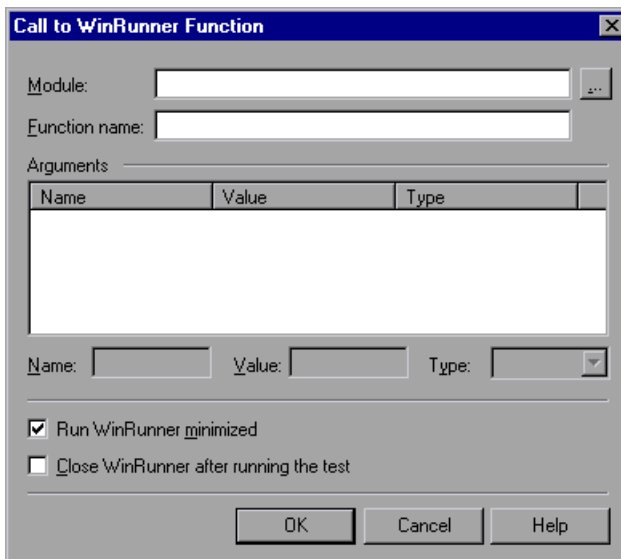 Call to WinRunner Function
Module:
...
Function name:
Arguments
Name Value Type
Name: Value: Type:
Run WinRunner minimized
Close WinRunner after running the test
OK Cancel Help